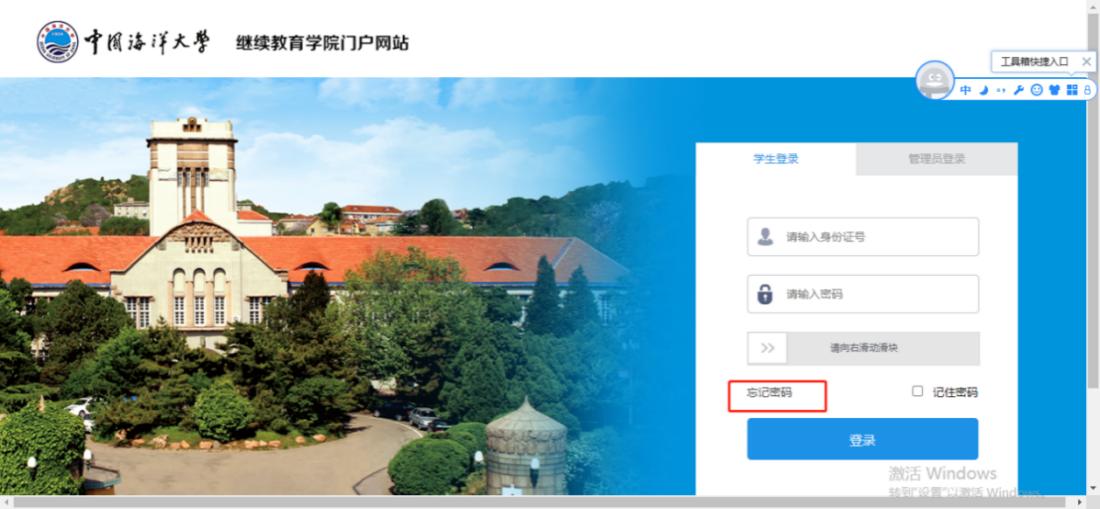 中国海洋大学 继续教育学院门户网站
工具箱快捷入口
中
学生登录 管理员登录
请输入身份证号
请输入密码
请向右滑动滑块
忘记密码 记住密码
登录
激活 Windows
转到"设置"以激活 Windows。